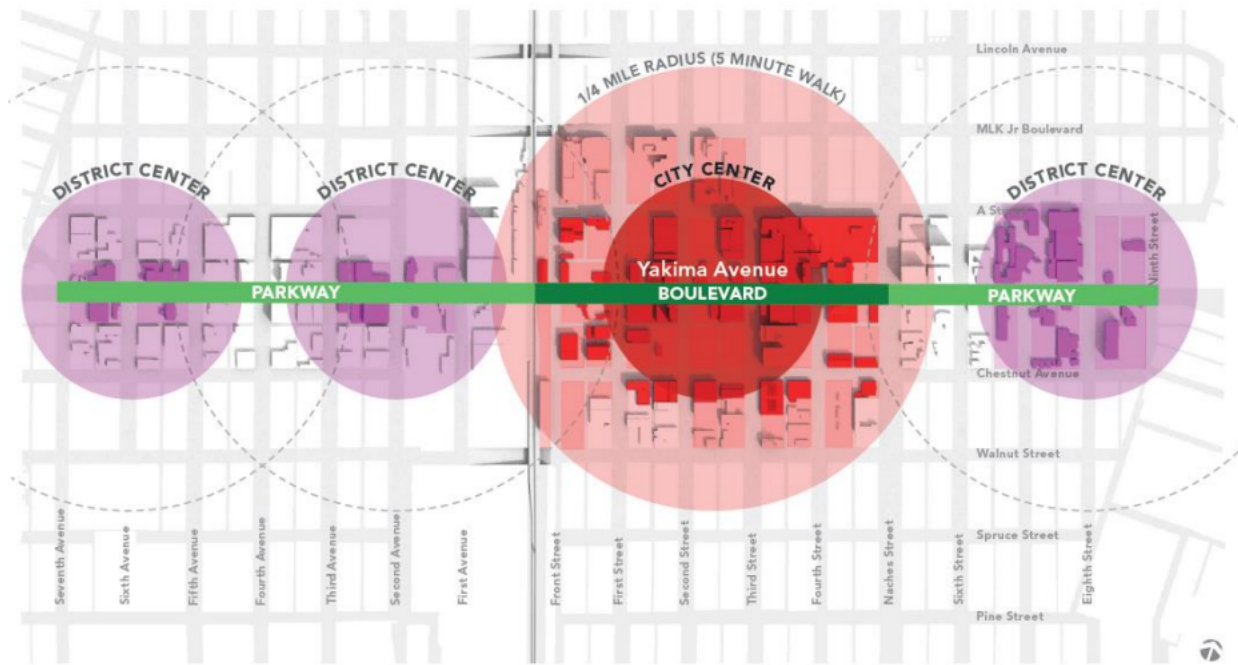 Lincoln Avenue
1/4 MILE RADIUS (5 MINUTE WALK)
MLK Jr Boulevard
DISTRICT CENTER
DISTRICT CENTER
CITY CENTER
DISTRICT CENTER
A St
Ninth Street
Yakima Avenue
PARKWAY
BOULEVARD
PARKWAY
Chestnut Avenue
Walnut Street
Spruce Street
Seventh Avenue
Sixth Avenue
Fifth Avenue
Fourth Avenue
Third Avenue
Second Avenue
First Avenue
Front Street
First Street
Second Street
Third Street
Fourth Street
Naches Street
Sixth Street
Eighth Street
Pine Street